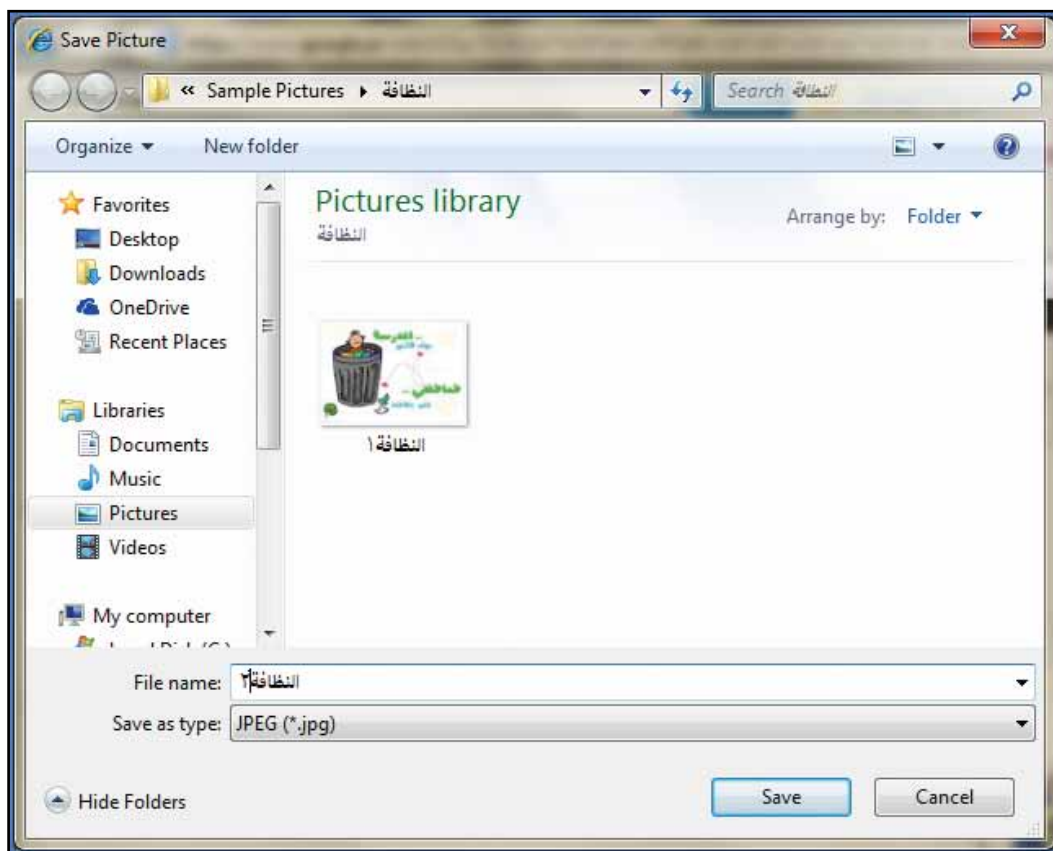 Save Picture
« Sample Pictures ▸ النظافة
Search النظافة
Organize
New folder
Favorites
Desktop
Downloads
OneDrive
Recent Places
Libraries
Documents
Music
Pictures
Videos
My computer
Pictures library
النظافة
Arrange by: Folder
النظافة١
File name: النظافة٢
Save as type: JPEG (*.jpg)
Hide Folders
Save
Cancel